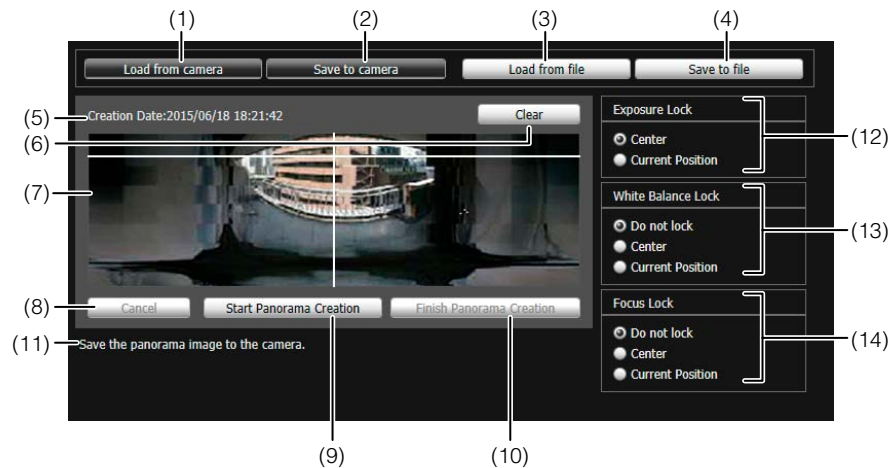 (1) (2) (3) (4)
Load from camera Save to camera Load from file Save to file
(5) Creation Date:2015/06/18 18:21:42 Clear
(6)
(7)
Exposure Lock
Center
Current Position
(12)
White Balance Lock
Do not lock
Center
Current Position
(13)
(8) Cancel Start Panorama Creation Finish Panorama Creation
Focus Lock
Do not lock
Center
Current Position
(14)
(11) Save the panorama image to the camera.
(9) (10)